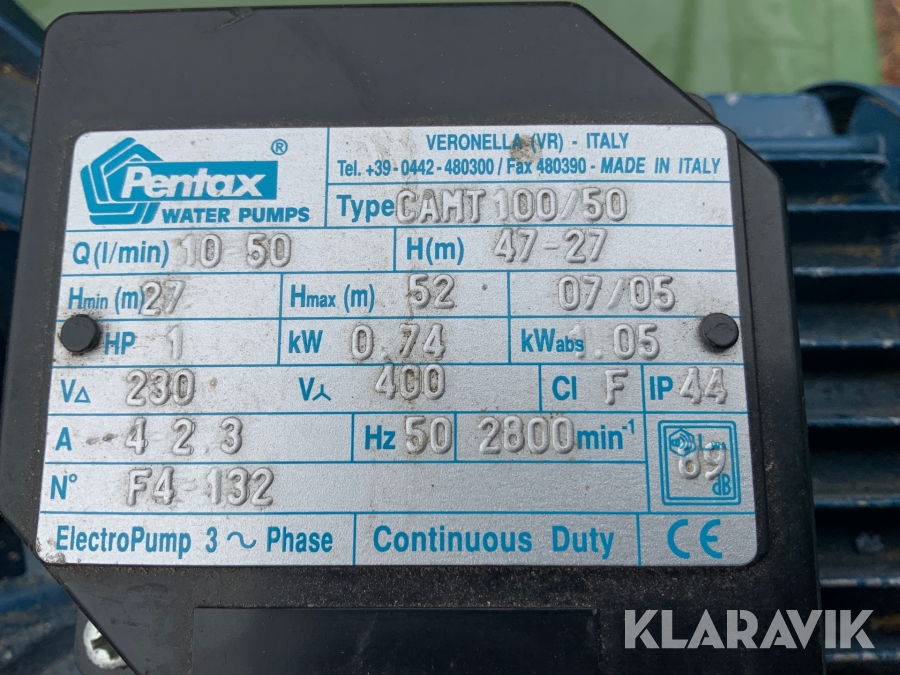 Pentax ®
WATER PUMPS
VERONELLA (VR) - ITALY
Tel. +39 - 0442 - 480300 / Fax 480390 - MADE IN ITALY
Type CAMT 100/50
Q (l/min) 10 50 H (m) 47-27
Hmin (m) 27 Hmax (m) 52 07/05
HP 1 kW 0.74 kWabs 1.05
V∆ 230 V⅄ 400 Cl F IP 44
A --4 2.3 Hz 50 2800 min-1
N° F4-132
89
dB
ElectroPump 3 ~ Phase Continuous Duty CE
KLARAVIK